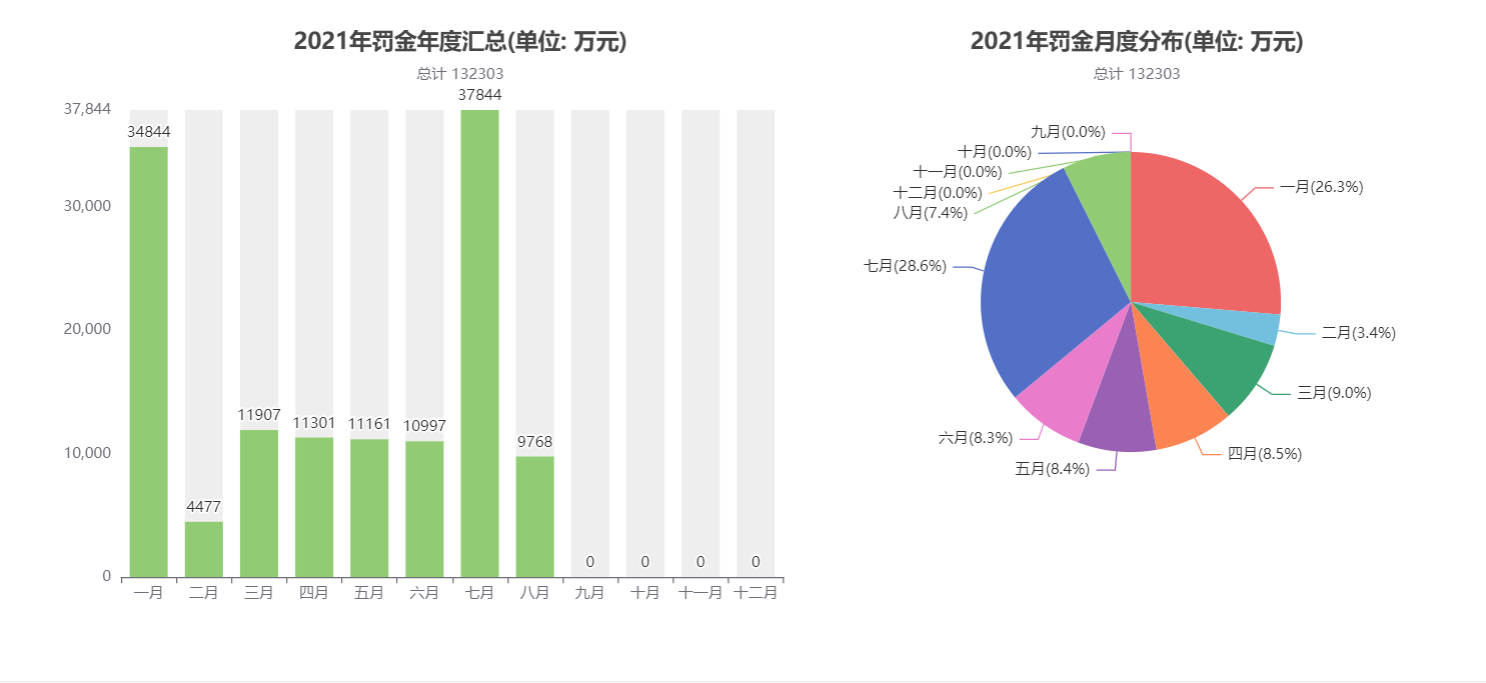 2021年罚金年度汇总(单位: 万元)
总计 132303
37,844
30,000
20,000
10,000
0
34844
4477
11907
11301
11161
10997
37844
9768
0
0
0
0
一月
二月
三月
四月
五月
六月
七月
八月
九月
十月
十一月
十二月
2021年罚金月度分布(单位: 万元)
总计 132303
九月(0.0%)
十月(0.0%)
十一月(0.0%)
十二月(0.0%)
八月(7.4%)
七月(28.6%)
六月(8.3%)
五月(8.4%)
一月(26.3%)
二月(3.4%)
三月(9.0%)
四月(8.5%)